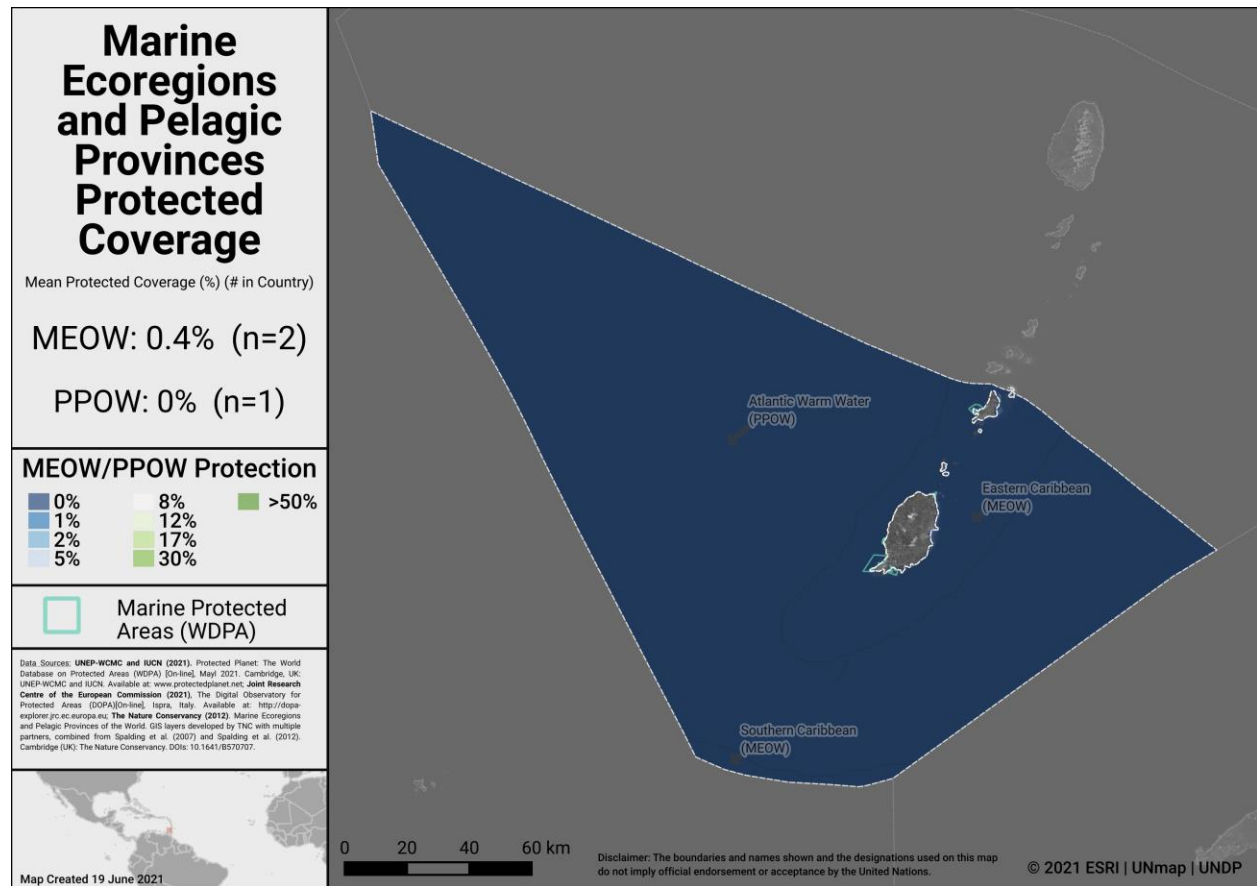 Marine
Ecoregions
and Pelagic
Provinces
Protected
Coverage
Mean Protected Coverage (%) (# in Country)
MEOW: 0.4% (n=2)
PPOW: 0% (n=1)
MEOW/PPOW Protection
0% 8% >50%
1% 12%
2% 17%
5% 30%
Marine Protected
Areas (WDPA)
Data Sources: UNEP-WCMC and IUCN (2021). Protected Planet: The World
Database on Protected Areas (WDPA) [On-line], Mayl 2021. Cambridge, UK:
UNEP-WCMC and IUCN. Available at: www.protectedplanet.net; Joint Research
Centre of the European Commission (2021), The Digital Observatory for
Protected Areas (DOPA)[On-line], Ispra, Italy. Available at: http://dopa-
explorer.jrc.ec.europa.eu; The Nature Conservancy (2012). Marine Ecoregions
and Pelagic Provinces of the World. GIS layers developed by TNC with multiple
partners, combined from Spalding et al. (2007) and Spalding et al. (2012).
Cambridge (UK): The Nature Conservancy. DOIs: 10.1641/B570707.
Map Created 19 June 2021
Atlantic Warm Water
(PPOW)
Eastern Caribbean
(MEOW)
Southern Caribbean
(MEOW)
0 20 40 60 km
Disclaimer: The boundaries and names shown and the designations used on this map
do not imply official endorsement or acceptance by the United Nations.
© 2021 ESRI | UNmap | UNDP